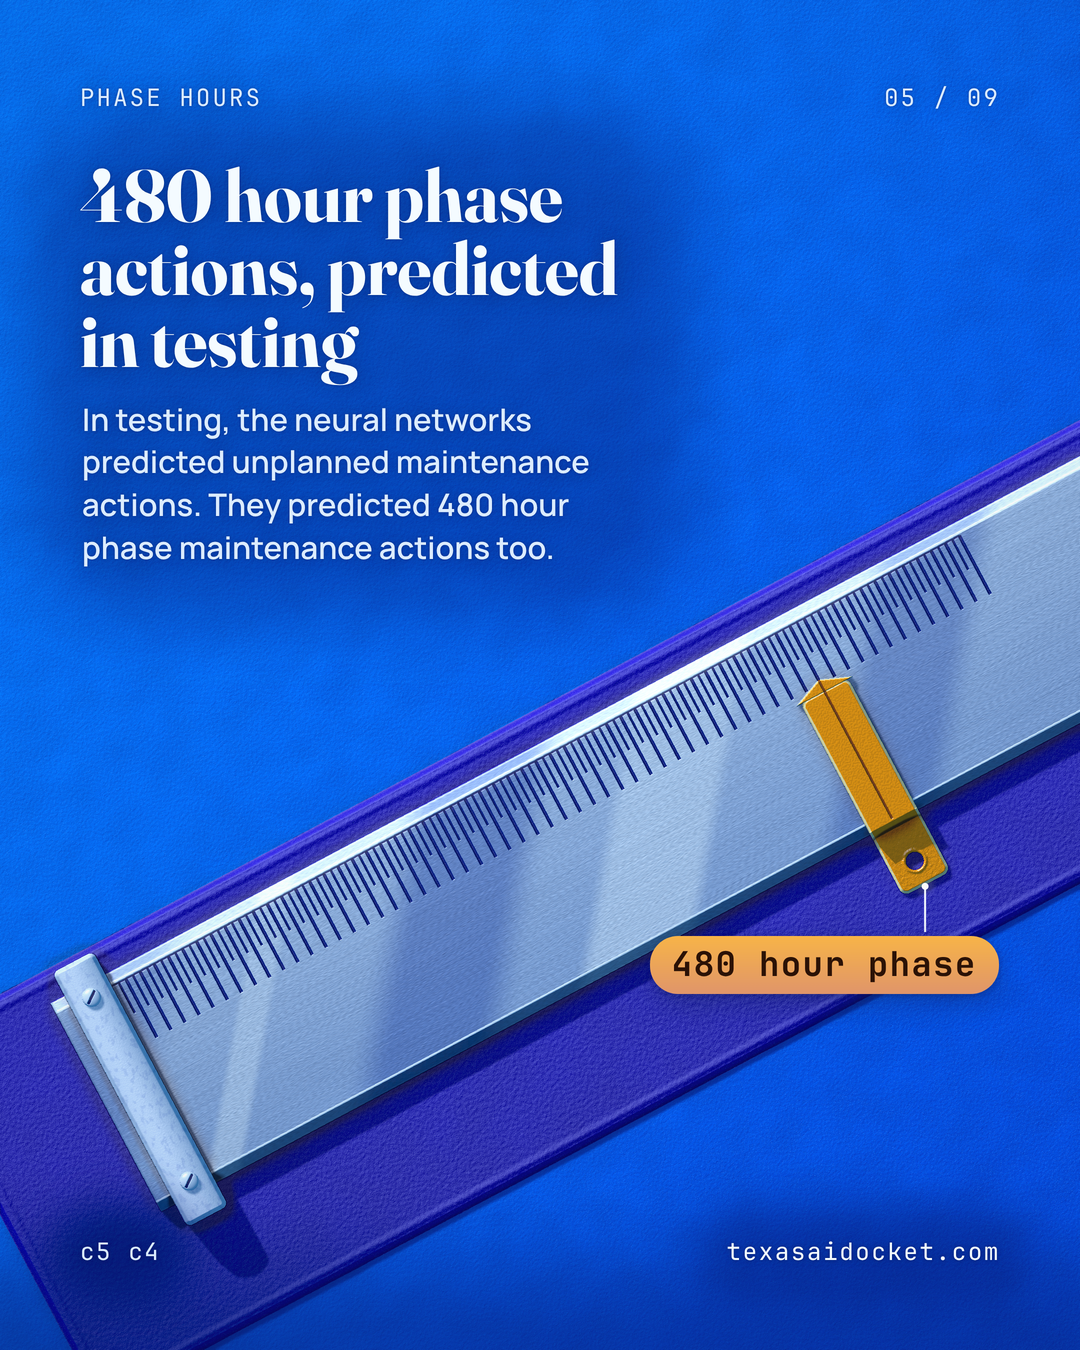 PHASE HOURS
05 / 09
480 hour phase
actions, predicted
in testing
In testing, the neural networks
predicted unplanned maintenance
actions. They predicted 480 hour
phase maintenance actions too.
480 hour phase
c5 c4
texasaidocket.com